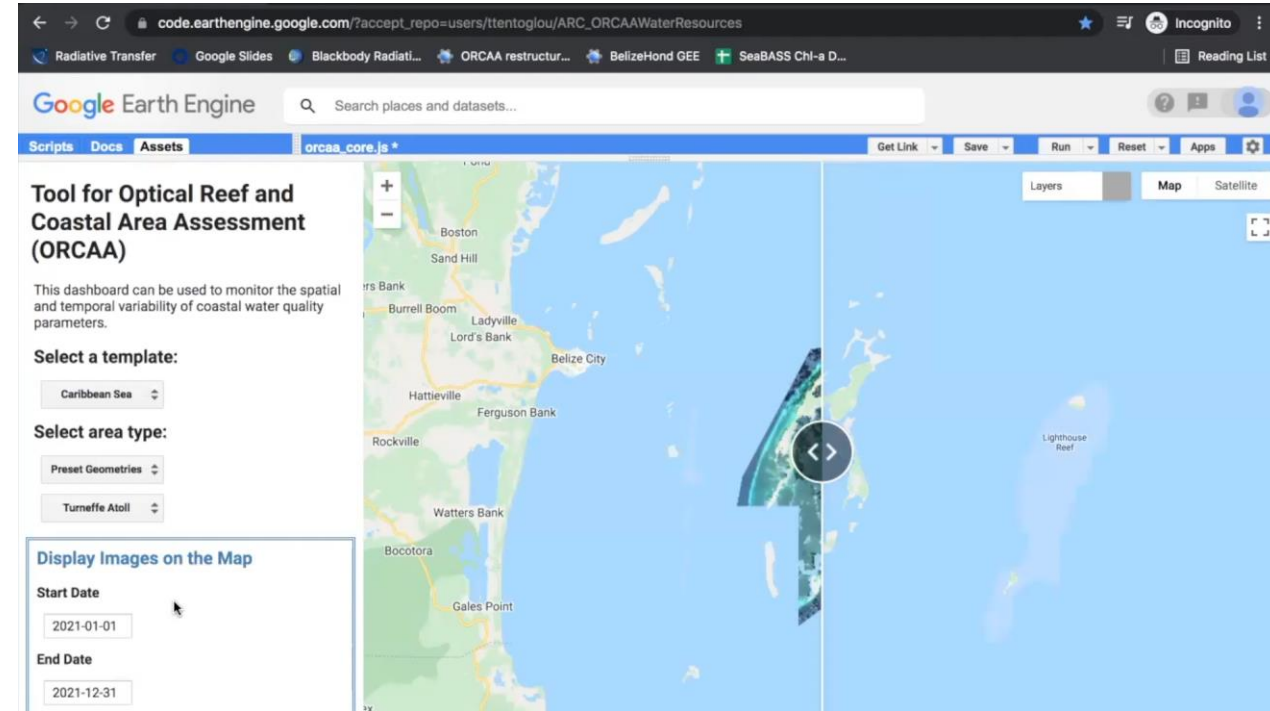 code.earthengine.google.com/?accept_repo=users/ttentoglou/ARC_ORCAAWaterResources
Incognito
Radiative Transfer
Google Slides
Blackbody Radiati...
ORCAA restructur...
BelizeHond GEE
SeaBASS Chl-a D...
Reading List
Google Earth Engine
Search places and datasets...
Scripts Docs Assets
orcaa_core.js *
Get Link
Save
Run
Reset
Apps
Tool for Optical Reef and
Coastal Area Assessment
(ORCAA)
This dashboard can be used to monitor the spatial
and temporal variability of coastal water quality
parameters.
Select a template:
Caribbean Sea
Select area type:
Preset Geometries
Turneffe Atoll
Display Images on the Map
Start Date
2021-01-01
End Date
2021-12-31
Layers
Map
Satellite
Boston
Sand Hill
Bank
Burrell Boom
Ladyville
Lord's Bank
Belize City
Hattieville
Ferguson Bank
Rockville
Lighthouse
Reef
Watters Bank
Bocotora
Gales Point